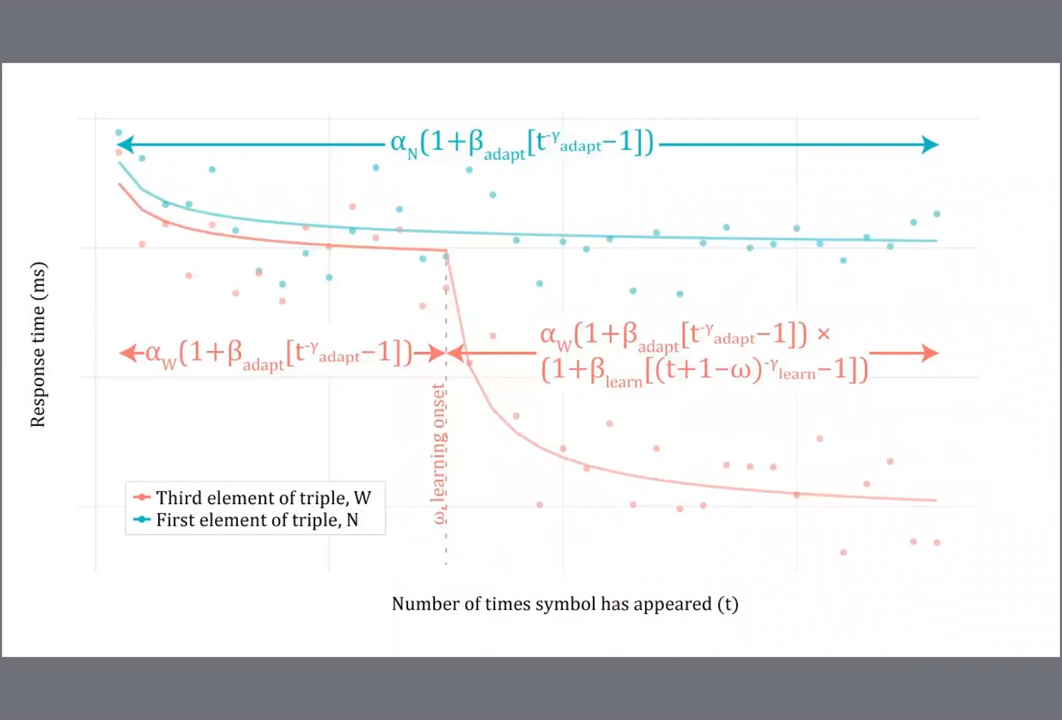 α_N(1+β_adapt[t^-γ_adapt−1])
Response time (ms)
α_W(1+β_adapt[t^-γ_adapt−1])
α_W(1+β_adapt[t^-γ_adapt−1]) ×
(1+β_learn[(t+1−ω)^-γ_learn−1])
ω, learning onset
Third element of triple, W
First element of triple, N
Number of times symbol has appeared (t)